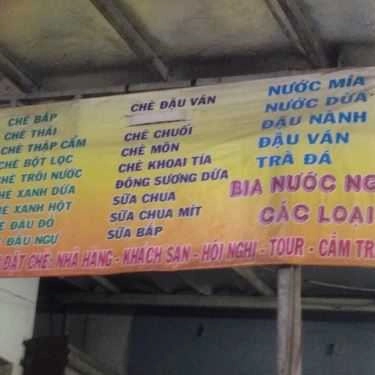 CHÈ BẮP
CHÈ THÁI
CHÈ THẬP CẨM
CHÈ BỘT LỌC
CHÈ TRÔI NƯỚC
CHÈ XANH DỪA
CHÈ XANH HỘT
ĐẬU ĐỎ
ĐẬU NGỰ
CHÈ ĐẬU VÁN
CHÈ CHUỐI
CHÈ MÔN
CHÈ KHOAI TÍA
ĐÔNG SƯƠNG DỪA
SỮA CHUA
SỮA CHUA MÍT
SỮA BẮP
NƯỚC MÍA
NƯỚC DỪA
ĐẬU NÀNH
ĐẬU VÁN
TRÀ ĐÁ
BIA NƯỚC NG
CÁC LOẠI
ĐẶT CHÈ: NHÀ HÀNG - KHÁCH SẠN - HỘI NGHỊ - TOUR - CẮM TR